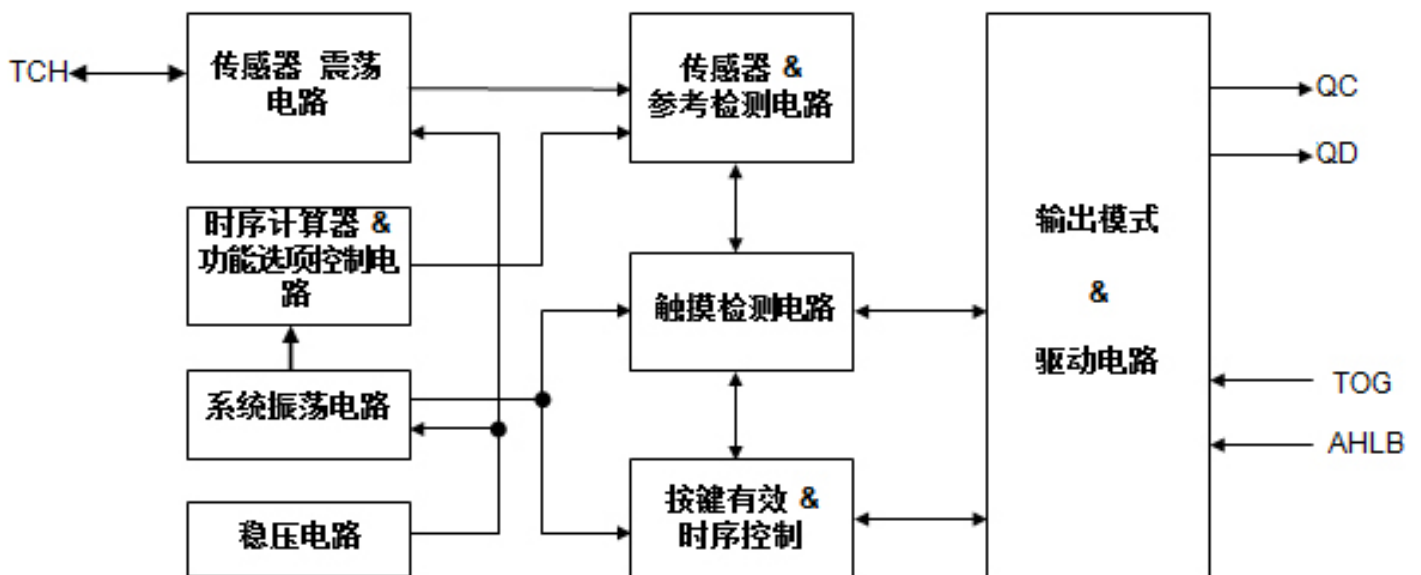 TCH
传感器 震荡
电路
传感器 &
参考检测电路
QC
QD
时序计算器 &
功能选项控制电
路
触摸检测电路
输出模式
&
驱动电路
系统振荡电路
TOG
AHLB
稳压电路
按键有效 &
时序控制